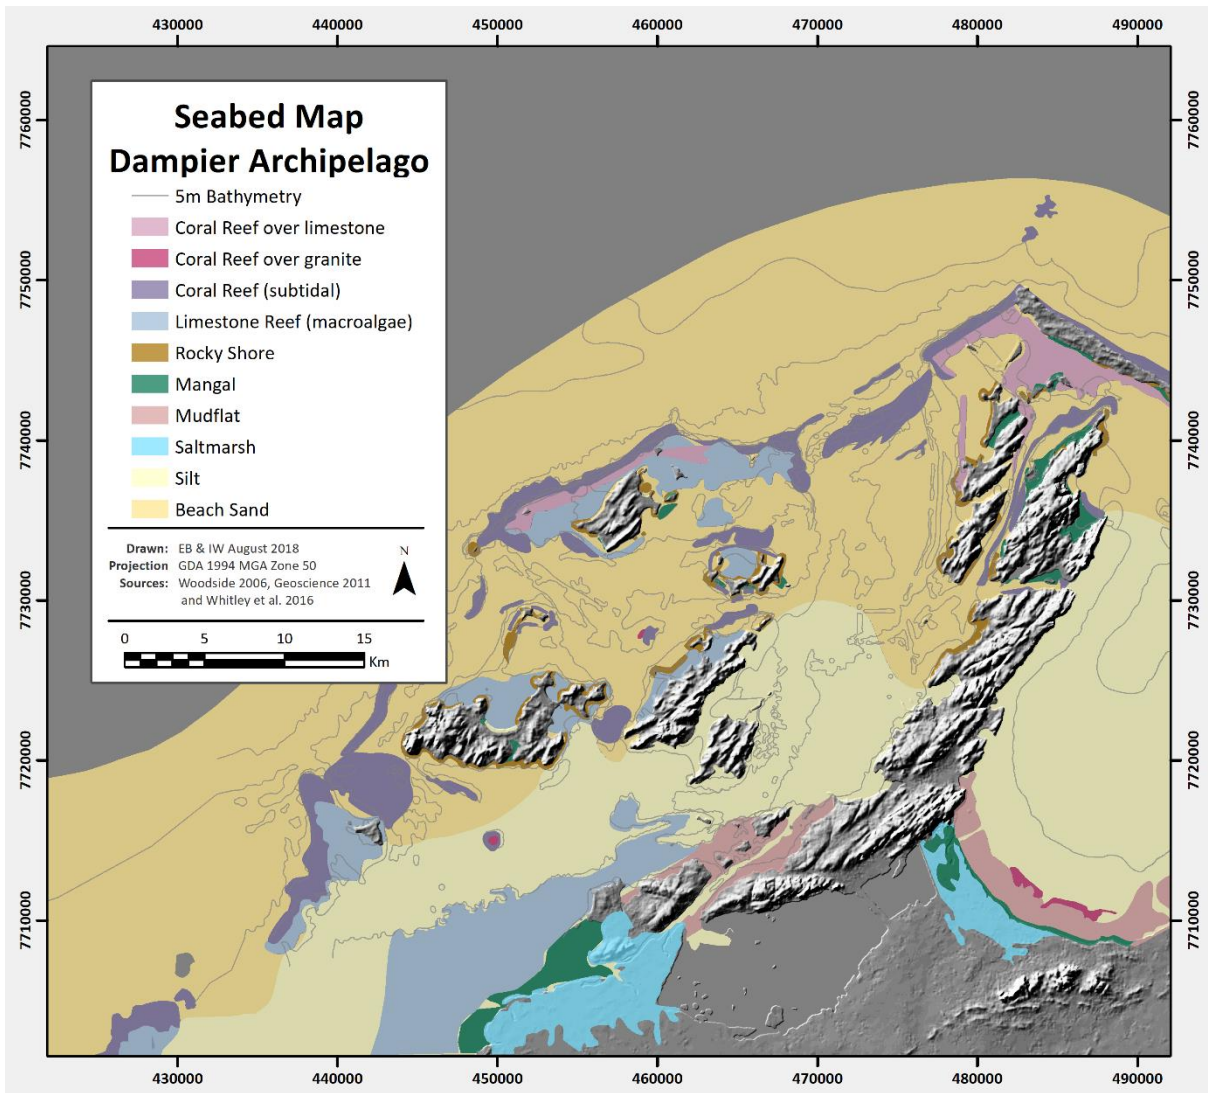 430000 440000 450000 460000 470000 480000 490000
7760000 7760000
7750000 7750000
7740000 7740000
7730000 7730000
7720000 7720000
7710000 7710000
Seabed Map
Dampier Archipelago
5m Bathymetry
Coral Reef over limestone
Coral Reef over granite
Coral Reef (subtidal)
Limestone Reef (macroalgae)
Rocky Shore
Mangal
Mudflat
Saltmarsh
Silt
Beach Sand
Drawn: EB & IW August 2018
Projection GDA 1994 MGA Zone 50
Sources: Woodside 2006, Geoscience 2011
and Whitley et al. 2016
N
0 5 10 15
Km
430000 440000 450000 460000 470000 480000 490000